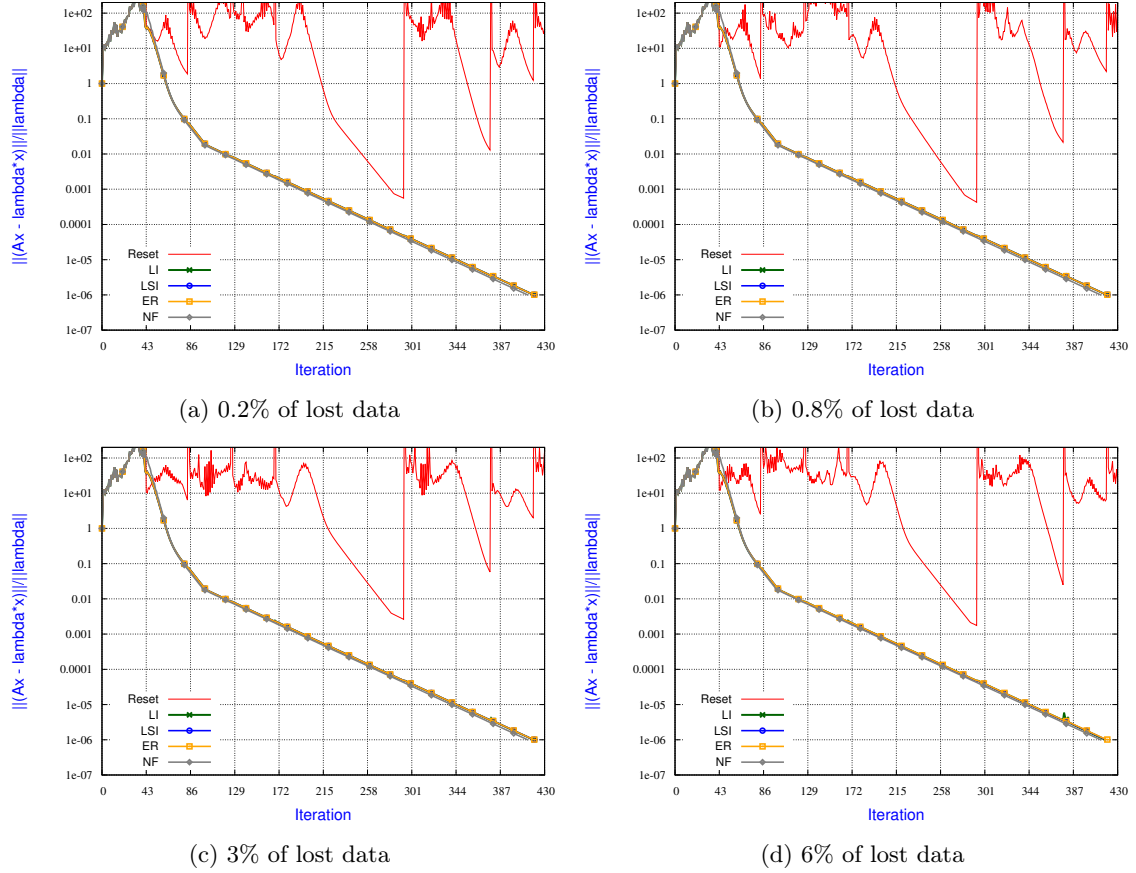 ||(Ax - lambda*x)||/||lambda||
1e+02
1e+01
1
0.1
0.01
0.001
0.0001
1e-05
1e-06
1e-07
Reset
LI
LSI
ER
NF
0 43 86 129 172 215 258 301 344 387 430
Iteration
(a) 0.2% of lost data
||(Ax - lambda*x)||/||lambda||
1e+02
1e+01
1
0.1
0.01
0.001
0.0001
1e-05
1e-06
1e-07
Reset
LI
LSI
ER
NF
0 43 86 129 172 215 258 301 344 387 430
Iteration
(b) 0.8% of lost data
||(Ax - lambda*x)||/||lambda||
1e+02
1e+01
1
0.1
0.01
0.001
0.0001
1e-05
1e-06
1e-07
Reset
LI
LSI
ER
NF
0 43 86 129 172 215 258 301 344 387 430
Iteration
(c) 3% of lost data
||(Ax - lambda*x)||/||lambda||
1e+02
1e+01
1
0.1
0.01
0.001
0.0001
1e-05
1e-06
1e-07
Reset
LI
LSI
ER
NF
0 43 86 129 172 215 258 301 344 387 430
Iteration
(d) 6% of lost data